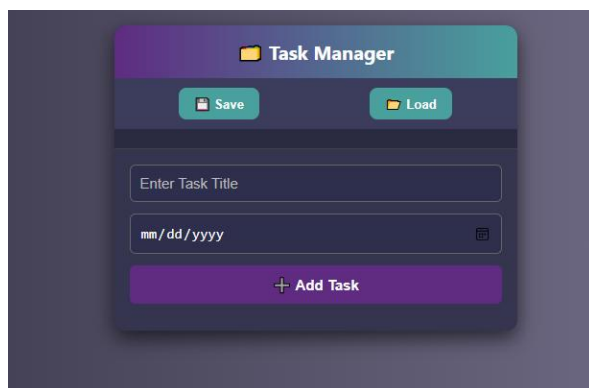 Task Manager
Save
Load
Enter Task Title
mm/dd/yyyy
Add Task